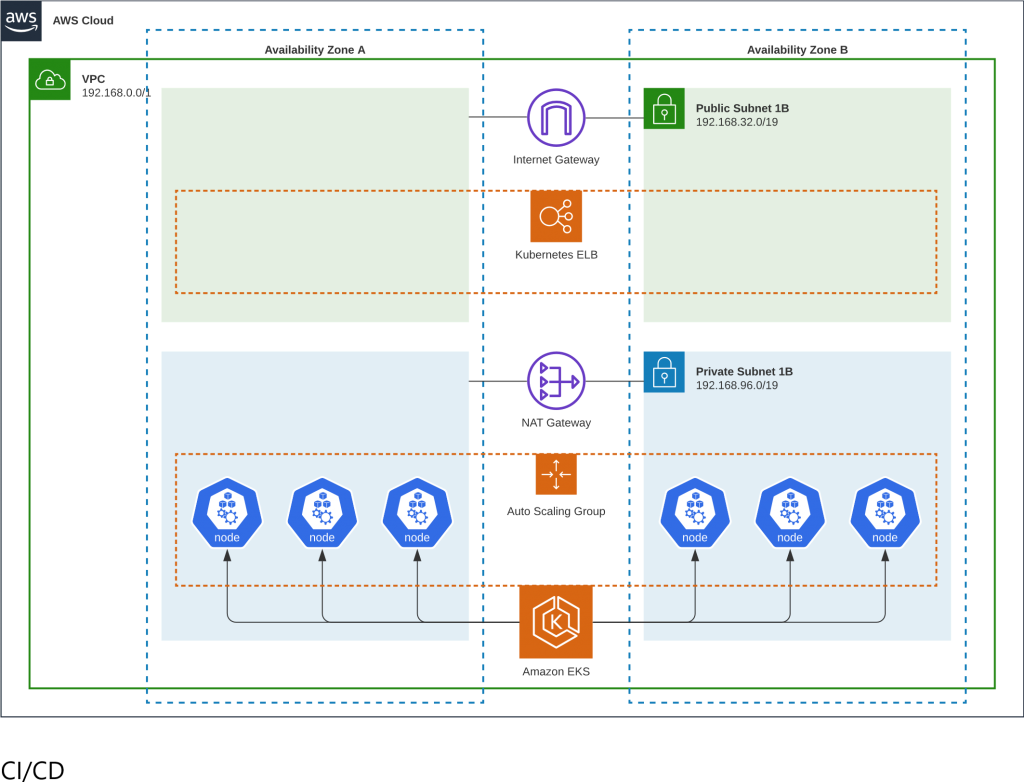 aws
AWS Cloud
Availability Zone A
Availability Zone B
VPC
192.168.0.0/1
Public Subnet 1B
192.168.32.0/19
Internet Gateway
Kubernetes ELB
Private Subnet 1B
192.168.96.0/19
NAT Gateway
Auto Scaling Group
node
node
node
node
node
node
K
Amazon EKS
CI/CD